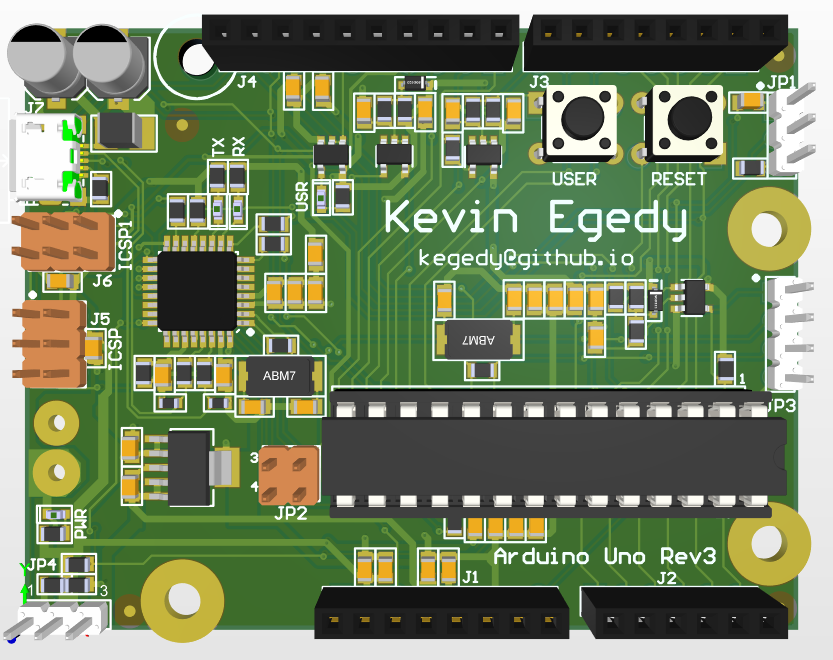 J4
J3
JP1
J7
TX
RX
USR
USER
RESET
ICSP1
Kevin Egedy
kegedy@github.io
J6
J5
ICSP
ABM7
ABM7
1
JP3
3
4
JP2
PWR
Arduino Uno Rev3
JP4
1
3
J1
J2
Y